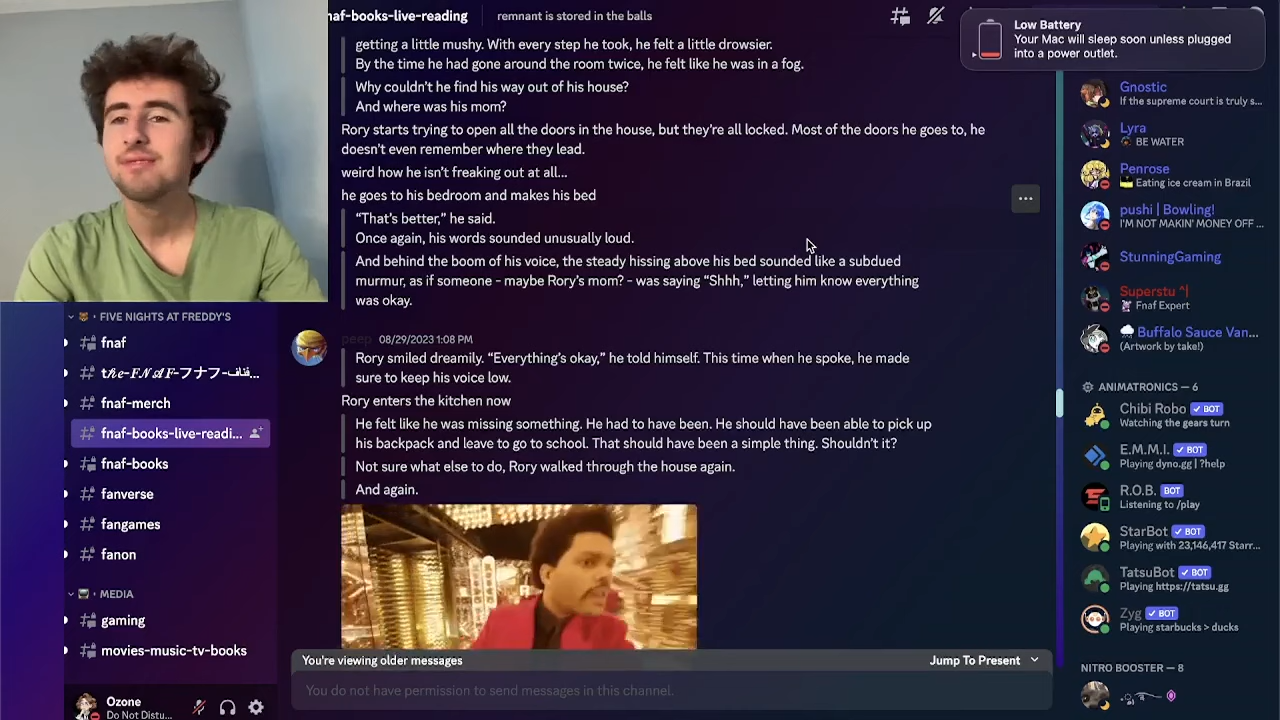 naf-books-live-reading
remnant is stored in the balls
Low Battery
Your Mac will sleep soon unless plugged
into a power outlet.
getting a little mushy. With every step he took, he felt a little drowsier.
By the time he had gone around the room twice, he felt like he was in a fog.
Why couldn't he find his way out of his house?
And where was his mom?
Rory starts trying to open all the doors in the house, but they're all locked. Most of the doors he goes to, he
doesn't even remember where they lead.
weird how he isn't freaking out at all...
he goes to his bedroom and makes his bed
“That's better,” he said.
Once again, his words sounded unusually loud.
And behind the boom of his voice, the steady hissing above his bed sounded like a subdued
murmur, as if someone - maybe Rory's mom? - was saying “Shhh,” letting him know everything
was okay.
peep 08/29/2023 1:08 PM
Rory smiled dreamily. “Everything's okay,” he told himself. This time when he spoke, he made
sure to keep his voice low.
Rory enters the kitchen now
He felt like he was missing something. He had to have been. He should have been able to pick up
his backpack and leave to go to school. That should have been a simple thing. Shouldn't it?
Not sure what else to do, Rory walked through the house again.
And again.
You're viewing older messages
Jump To Present
You do not have permission to send messages in this channel.
FIVE NIGHTS AT FREDDY'S
fnaf
fnaf-merch
fnaf-books-live-readi...
fnaf-books
fanverse
fangames
fanon
MEDIA
gaming
movies-music-tv-books
Ozone
Do Not Distu...
Gnostic
If the supreme court is truly s...
Lyra
BE WATER
Penrose
Eating ice cream in Brazil
pushi | Bowling!
I'M NOT MAKIN' MONEY OFF ...
StunningGaming
Superstu ^|
Fnaf Expert
Buffalo Sauce Van...
(Artwork by take!)
ANIMATRONICS — 6
Chibi Robo BOT
Watching the gears turn
E.M.M.I. BOT
Playing dyno.gg | ?help
R.O.B. BOT
Listening to /play
StarBot BOT
Playing with 23,146,417 Starr...
TatsuBot BOT
Playing https://tatsu.gg
Zyg BOT
Playing starbucks > ducks
NITRO BOOSTER — 8